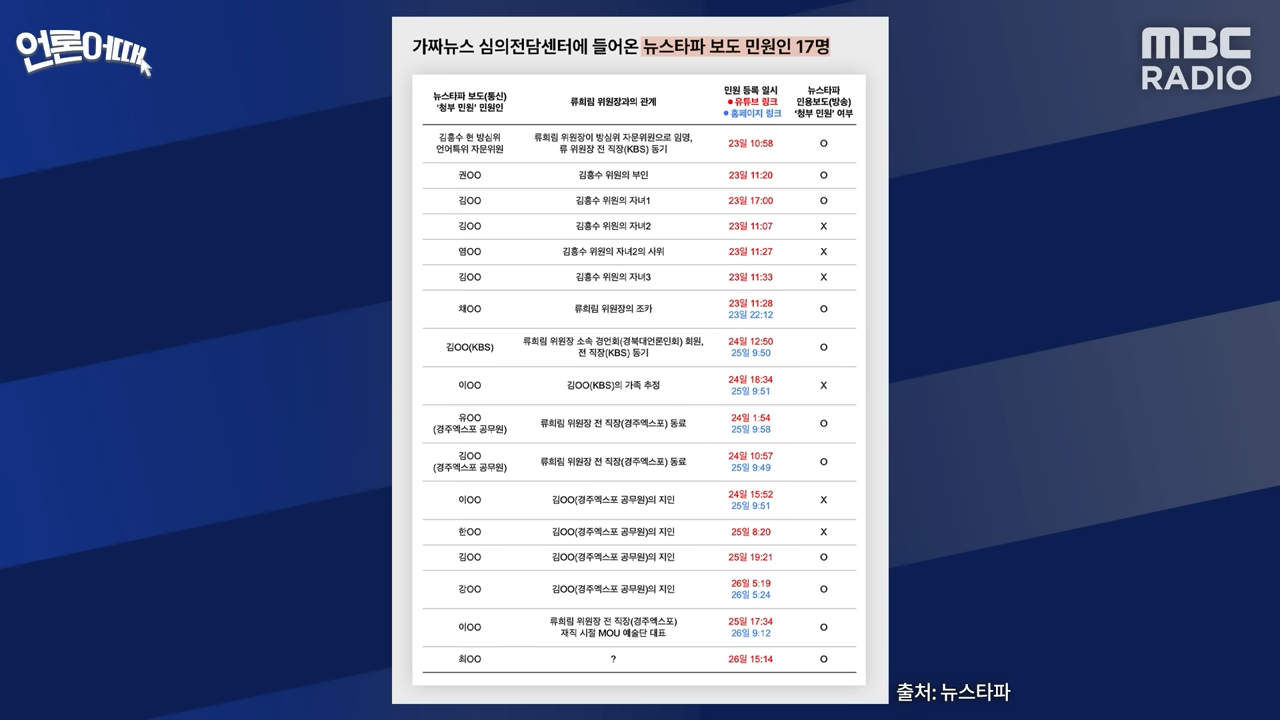 언론어때
MBC
RADIO
가짜뉴스 심의전담센터에 들어온 뉴스타파 보도 민원인 17명
뉴스타파 보도(통신)
'청부 민원' 민원인
류희림 위원장과의 관계
민원 등록 일시
● 유튜브 링크
● 홈페이지 링크
뉴스타파
인용보도(방송)
'청부 민원' 여부
김흥수 현 방심위
언어특위 자문위원
류희림 위원장이 방심위 자문위원으로 임명,
류 위원장 전 직장(KBS) 동기
23일 10:58
O
권OO
김흥수 위원의 부인
23일 11:20
O
김OO
김흥수 위원의 자녀1
23일 17:00
O
김OO
김흥수 위원의 자녀2
23일 11:07
X
염OO
김흥수 위원의 자녀2의 사위
23일 11:27
X
김OO
김흥수 위원의 자녀3
23일 11:33
X
채OO
류희림 위원장의 조카
23일 11:28
23일 22:12
O
김OO(KBS)
류희림 위원장 소속 경언회(경북대언론인회) 회원,
전 직장(KBS) 동기
24일 12:50
25일 9:50
O
이OO
김OO(KBS)의 가족 추정
24일 18:34
25일 9:51
X
유OO
(경주엑스포 공무원)
류희림 위원장 전 직장(경주엑스포) 동료
24일 1:54
25일 9:58
O
김OO
(경주엑스포 공무원)
류희림 위원장 전 직장(경주엑스포) 동료
24일 10:57
25일 9:49
O
이OO
김OO(경주엑스포 공무원)의 지인
24일 15:52
25일 9:51
X
한OO
김OO(경주엑스포 공무원)의 지인
25일 8:20
X
김OO
김OO(경주엑스포 공무원)의 지인
25일 19:21
O
강OO
김OO(경주엑스포 공무원)의 지인
26일 5:19
26일 5:24
O
이OO
류희림 위원장 전 직장(경주엑스포)
재직 시절 MOU 예술단 대표
25일 17:34
26일 9:12
O
최OO
?
26일 15:14
O
출처: 뉴스타파